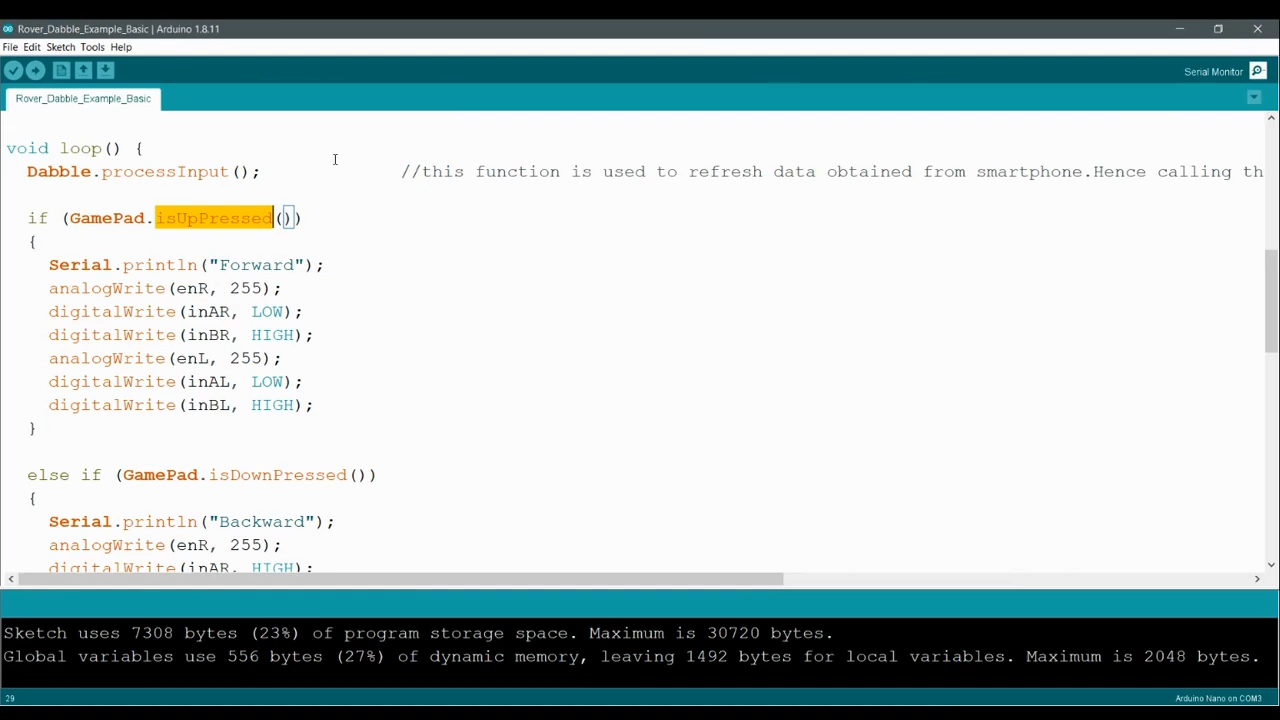 Rover_Dabble_Example_Basic | Arduino 1.8.11
File Edit Sketch Tools Help
Serial Monitor
Rover_Dabble_Example_Basic
void loop() {
Dabble.processInput(); //this function is used to refresh data obtained from smartphone.Hence calling th
if (GamePad.isUpPressed())
{
Serial.println("Forward");
analogWrite(enR, 255);
digitalWrite(inAR, LOW);
digitalWrite(inBR, HIGH);
analogWrite(enL, 255);
digitalWrite(inAL, LOW);
digitalWrite(inBL, HIGH);
}
else if (GamePad.isDownPressed())
{
Serial.println("Backward");
analogWrite(enR, 255);
digitalWrite(inAR, HIGH);
Sketch uses 7308 bytes (23%) of program storage space. Maximum is 30720 bytes.
Global variables use 556 bytes (27%) of dynamic memory, leaving 1492 bytes for local variables. Maximum is 2048 bytes.
29
Arduino Nano on COM3